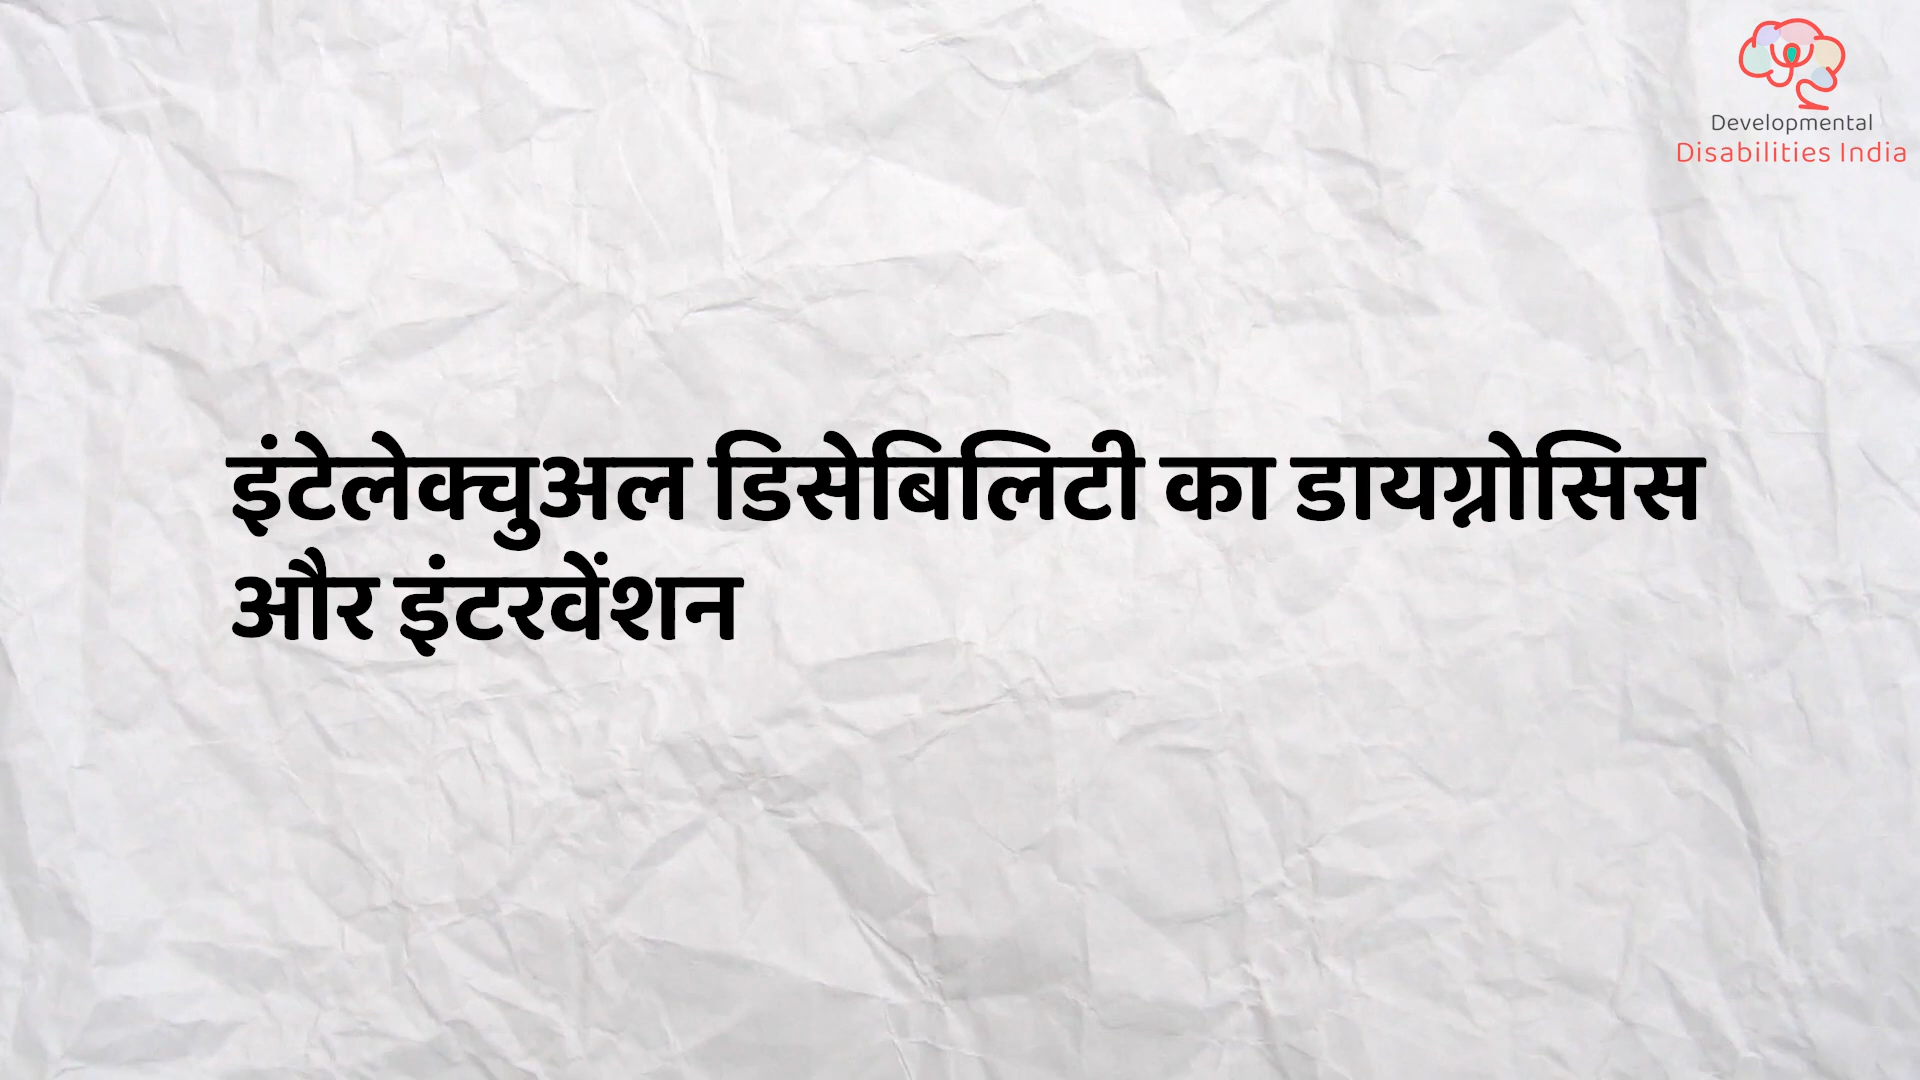 Developmental
Disabilities India
इंटेलेक्चुअल डिसेबिलिटी का डायग्नोसिस
और इंटरवेंशन